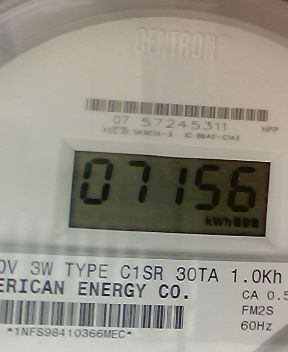 CENTRON®
07 57245311
07156
kWh
0V 3W TYPE C1SR 30TA 1.0Kh
ERICAN ENERGY CO.
CA 0.5
FM2S
*1NFS98410366MEC*
60Hz